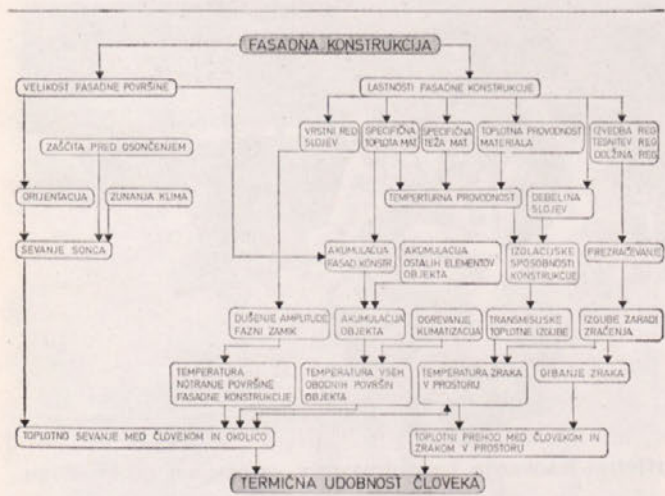 FASADNA KONSTRUKCIJA
VELIKOST FASADNE POVRŠINE
LASTNOSTI FASADNE KONSTRUKCIJE
VRSTNI RED
SLOJEV
SPECIFIČNA
TOPLOTA MAT.
SPECIFIČNA
TEŽA MAT.
TOPLOTNA PROVODNOST
MATERIALA
IZVEDBA REG
TESNITEV REG
DOLŽINA REG.
ZAŠČITA PRED OSONČENJEM
ORIJENTACIJA
ZUNANJA KLIMA
TEMPERTURNA PROVODNOST
DEBELINA
SLOJEV
SEVANJE SONCA
AKUMULACIJA
FASAD KONSTR.
AKUMULACIJA
OSTALIH ELEMENTOV
OBJEKTA
IZOLACIJSKE
SPOSOBNOSTI
KONSTRUKCIJE
PREZRAČEVANJE
DUŠENJE AMPLITUDE
FAZNI ZAMIK
AKUMULACIJA
OBJEKTA
OGREVANJE
KLIMATIZACIJA
TRANSMISIJSKE
TOPLOTNE IZGUBE
IZGUBE ZARADI
ZRAČENJA
TEMPERATURA
NOTRANJE POVRŠINE
FASADNE KONSTRUKCIJE
TEMPERATURA VSEH
OBODNIH POVRŠIN
OBJEKTA
TEMPERATURA ZRAKA
V PROSTORU
GIBANJE ZRAKA
TOPLOTNO SEVANJE MED ČLOVEKOM IN OKOLICO
TOPLOTNI PREHOD MED ČLOVEKOM IN
ZRAKOM V PROSTORU
TERMIČNA UDOBNOST ČLOVEKA